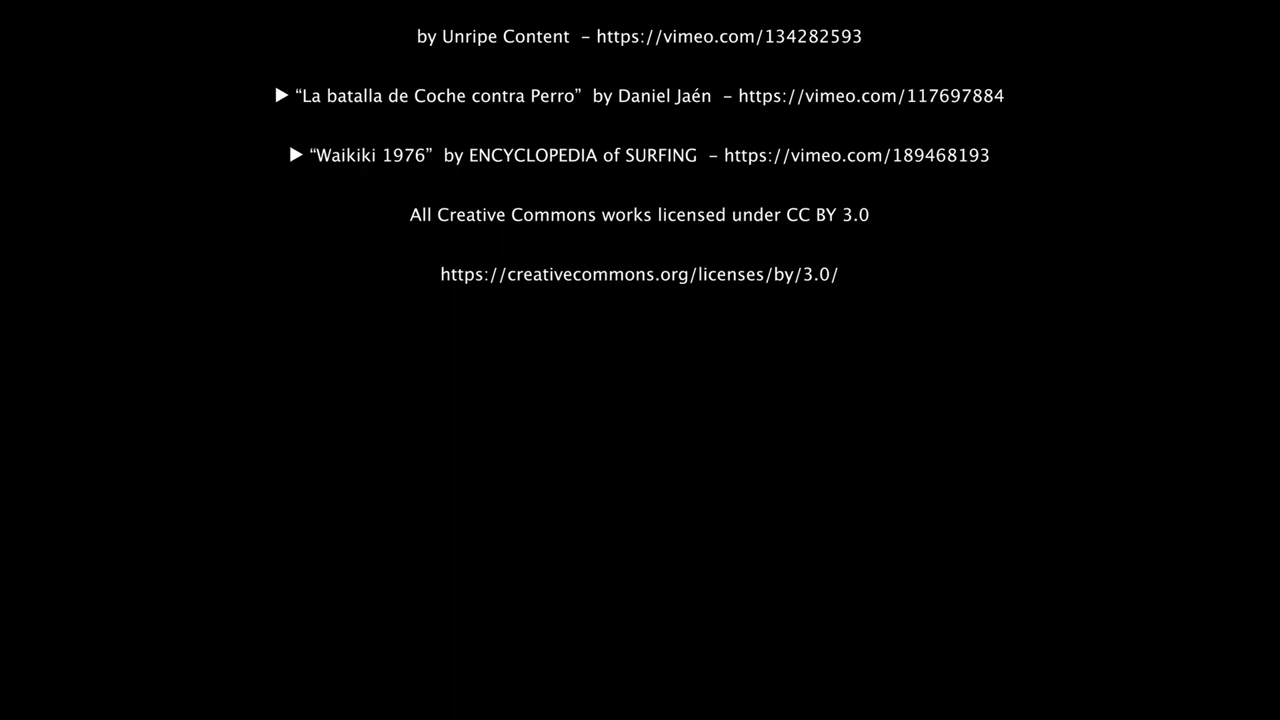 by Unripe Content – https://vimeo.com/134282593
▶ “La batalla de Coche contra Perro” by Daniel Jaén – https://vimeo.com/117697884
▶ “Waikiki 1976” by ENCYCLOPEDIA of SURFING – https://vimeo.com/189468193
All Creative Commons works licensed under CC BY 3.0
https://creativecommons.org/licenses/by/3.0/